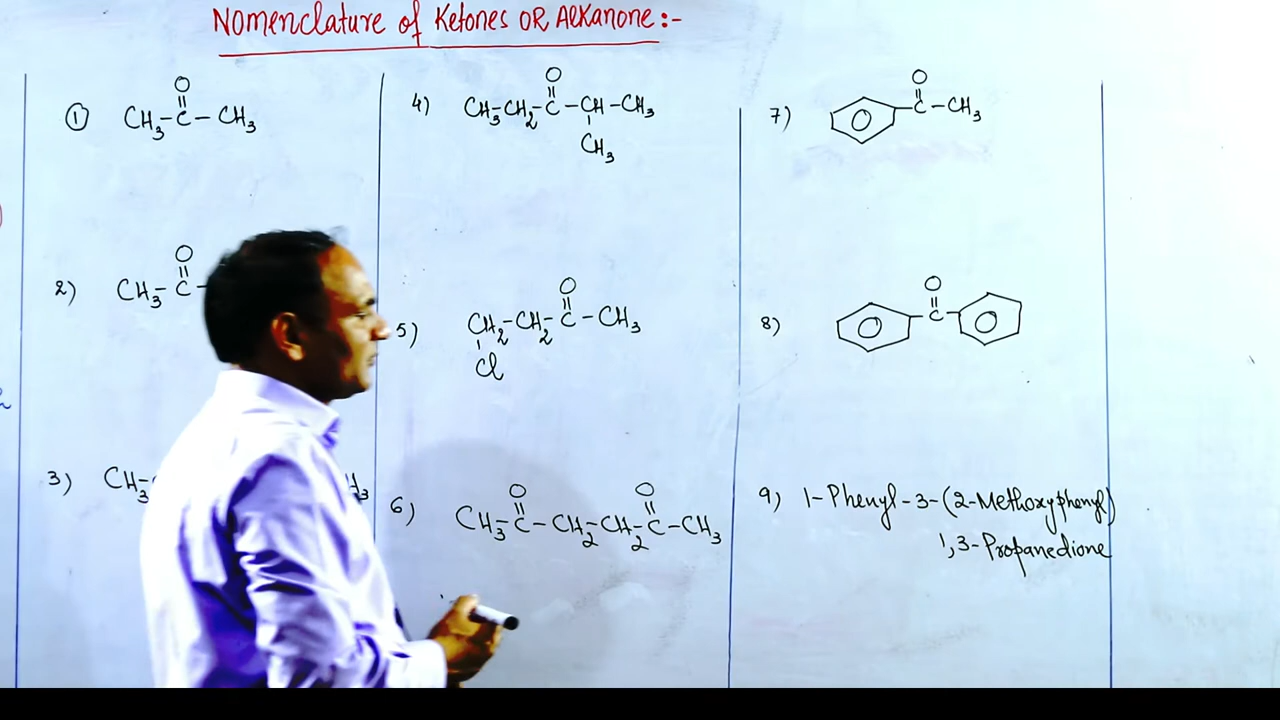 Nomenclature of Ketones OR Alkanone:-
① CH₃-C-CH₃
O
2) CH₃-C-
O
3) CH₃-
H₃
4) CH₃-CH₂-C-CH-CH₃
O
CH₃
5) CH₂-CH₂-C-CH₃
O
Cl
6) CH₃-C-CH₂-CH₂-C-CH₃
O O
7) C-CH₃
O
8) C
O
9) 1-Phenyl-3-(2-Methoxyphenyl)
1,3-Propanedione